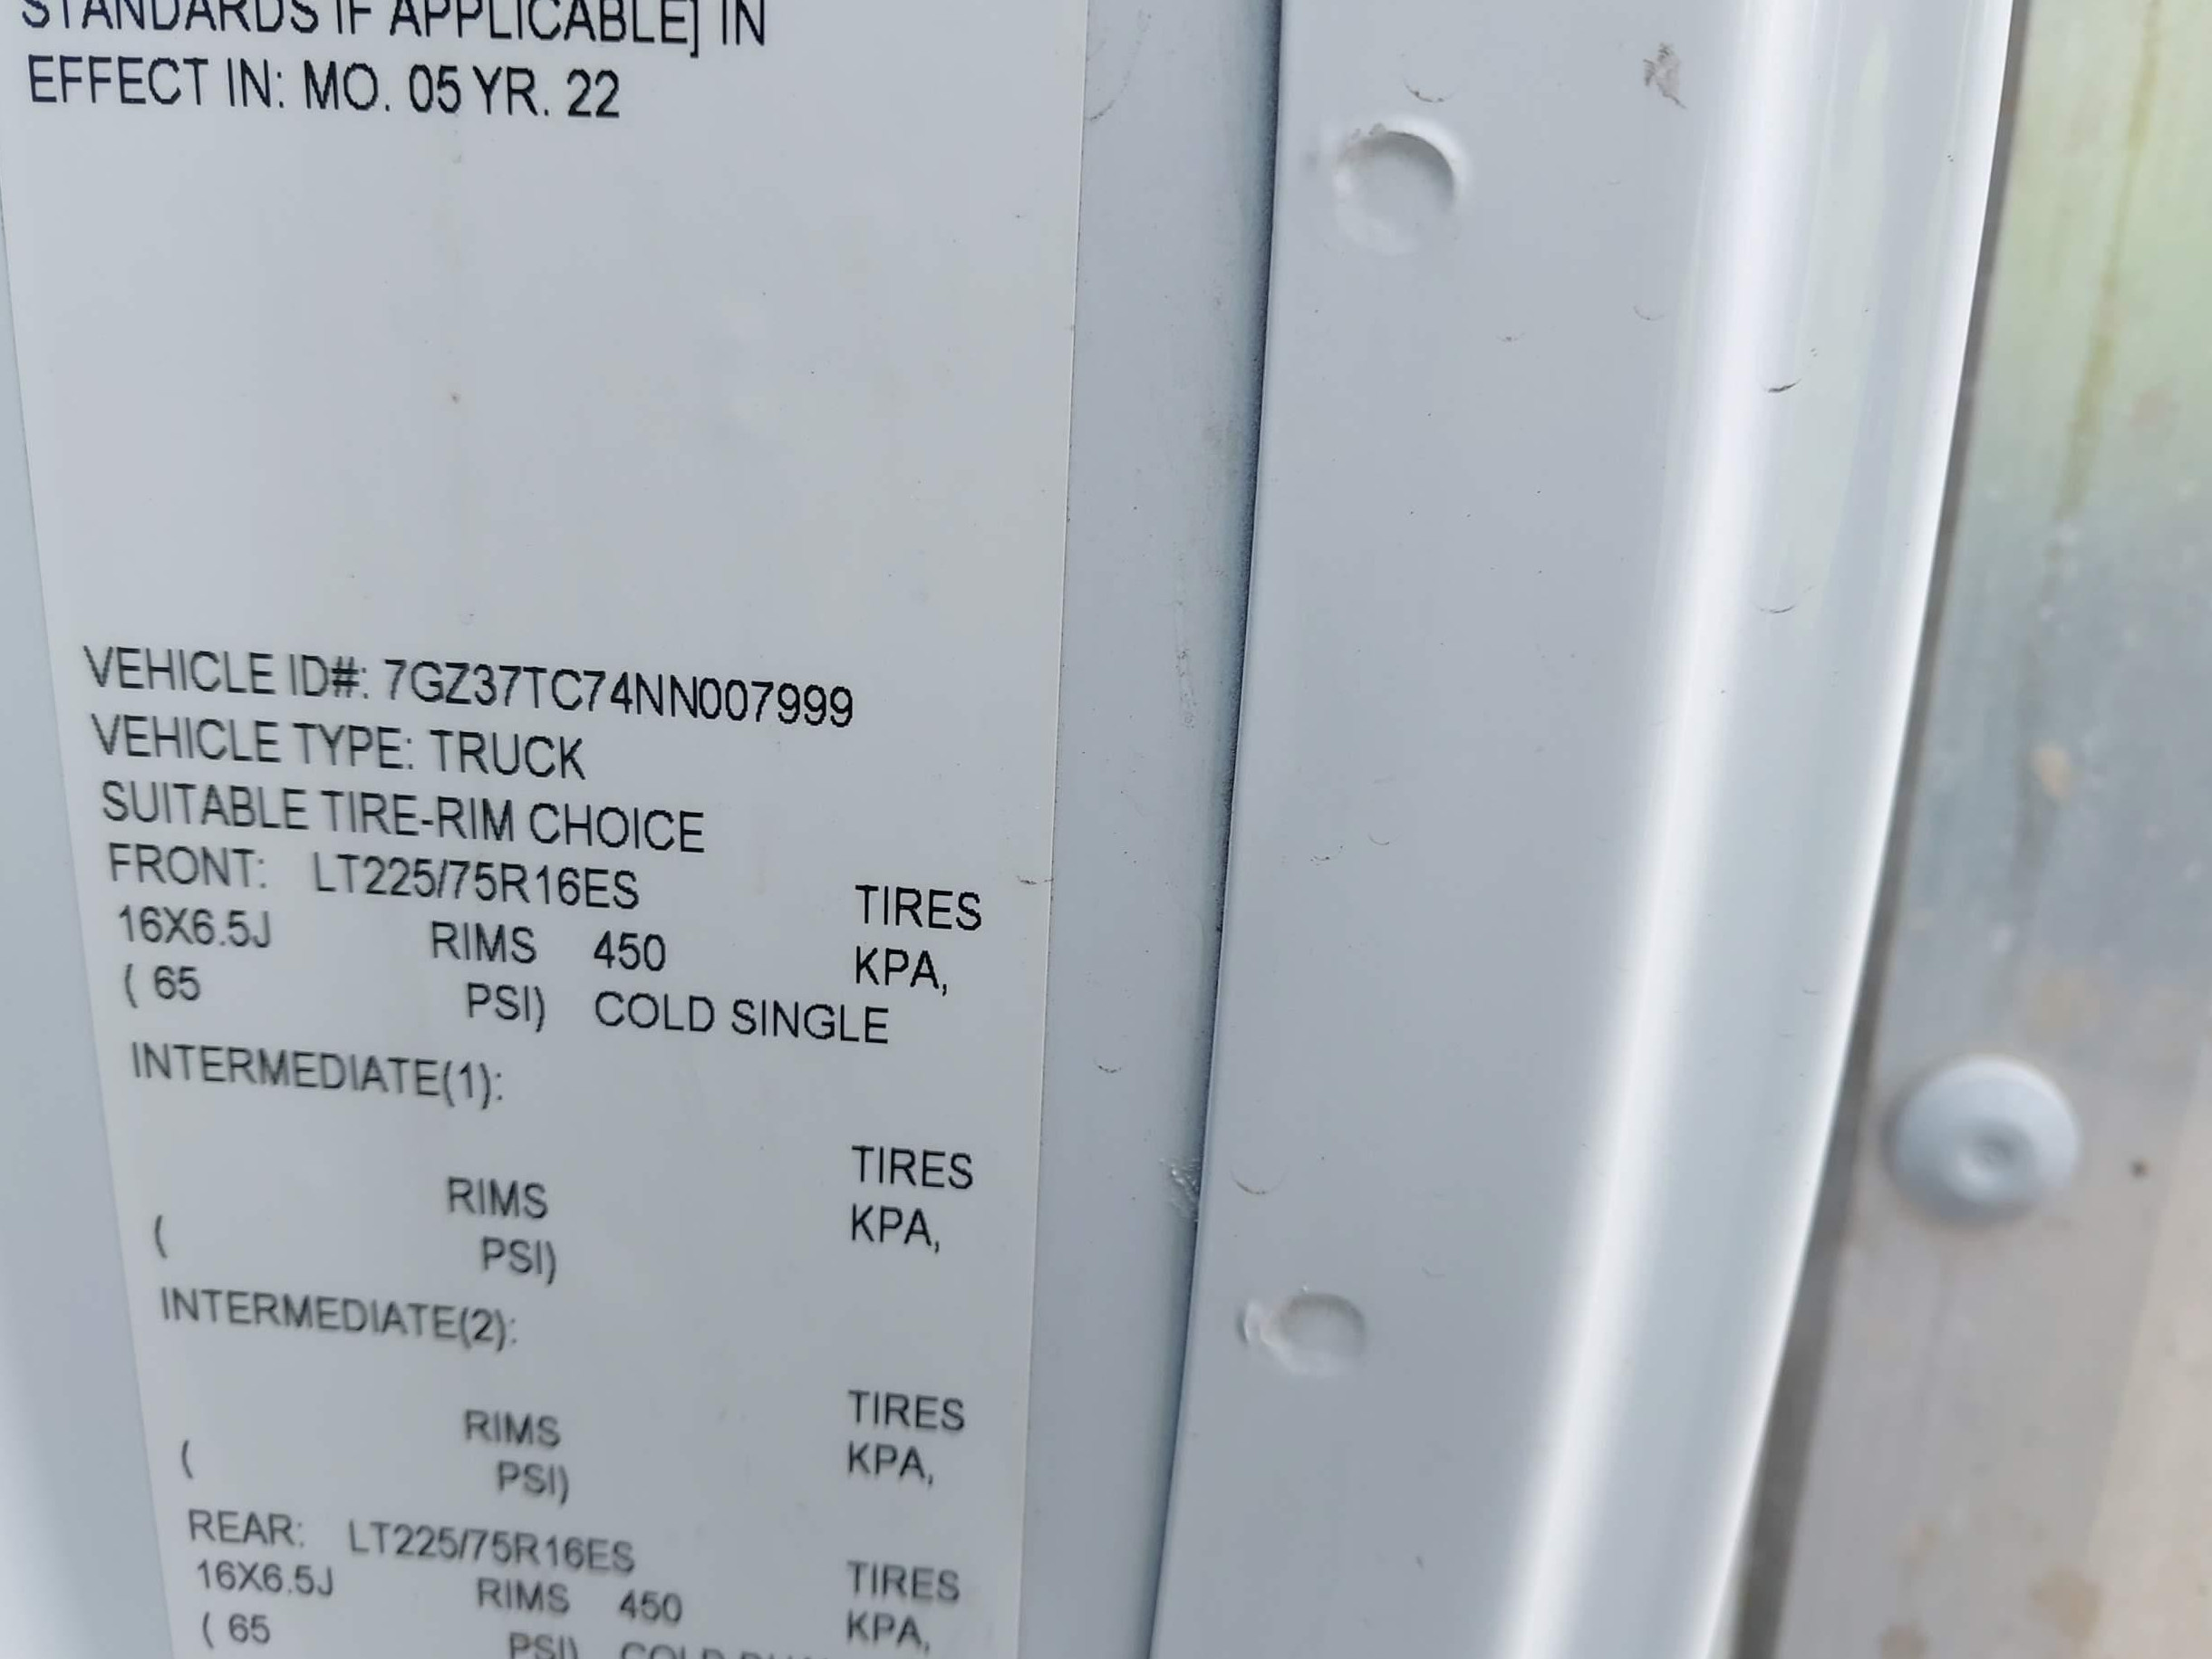 STANDARDS IF APPLICABLE] IN
EFFECT IN: MO. 05 YR. 22
VEHICLE ID#: 7GZ37TC74NN007999
VEHICLE TYPE: TRUCK
SUITABLE TIRE-RIM CHOICE
FRONT: LT225/75R16ES TIRES
16X6.5J RIMS 450 KPA,
( 65 PSI) COLD SINGLE
INTERMEDIATE(1):
TIRES
RIMS KPA,
( PSI)
INTERMEDIATE(2):
TIRES
RIMS KPA,
( PSI)
REAR: LT225/75R16ES TIRES
16X6.5J RIMS 450 KPA,
( 65 PSI) COLD